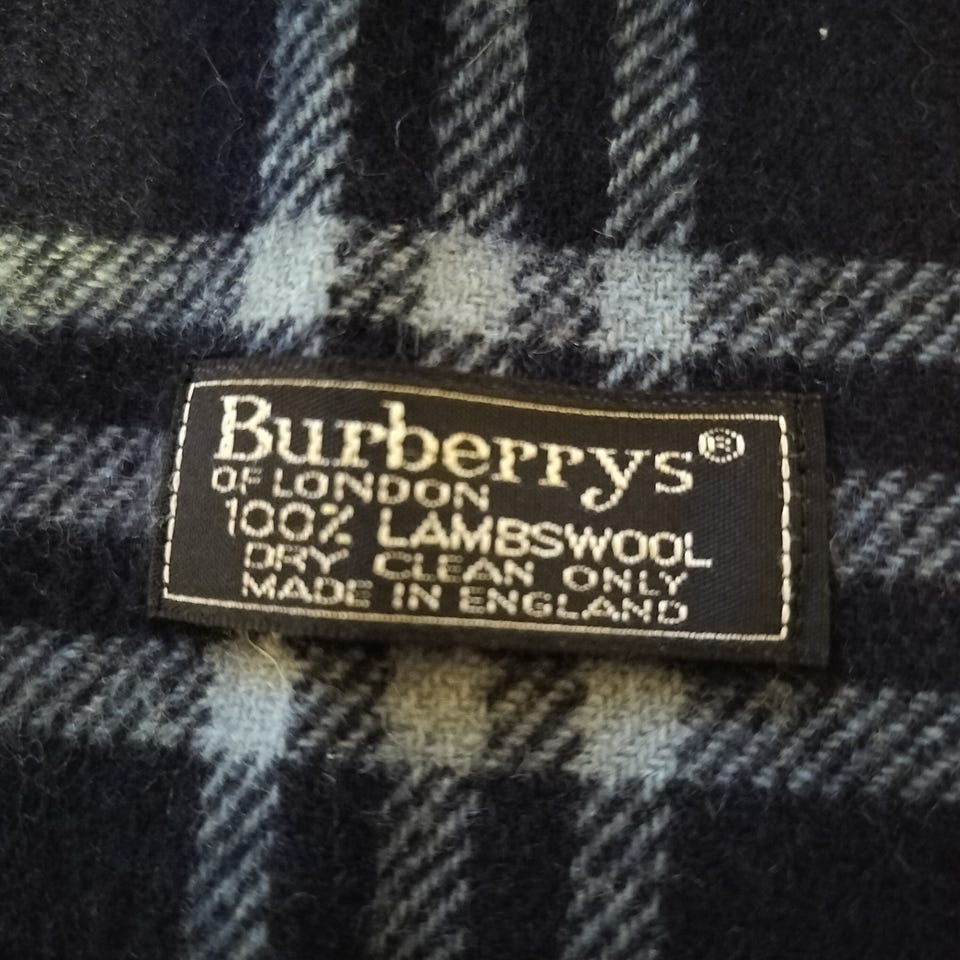 Burberrys®
OF LONDON
100% LAMBSWOOL
DRY CLEAN ONLY
MADE IN ENGLAND